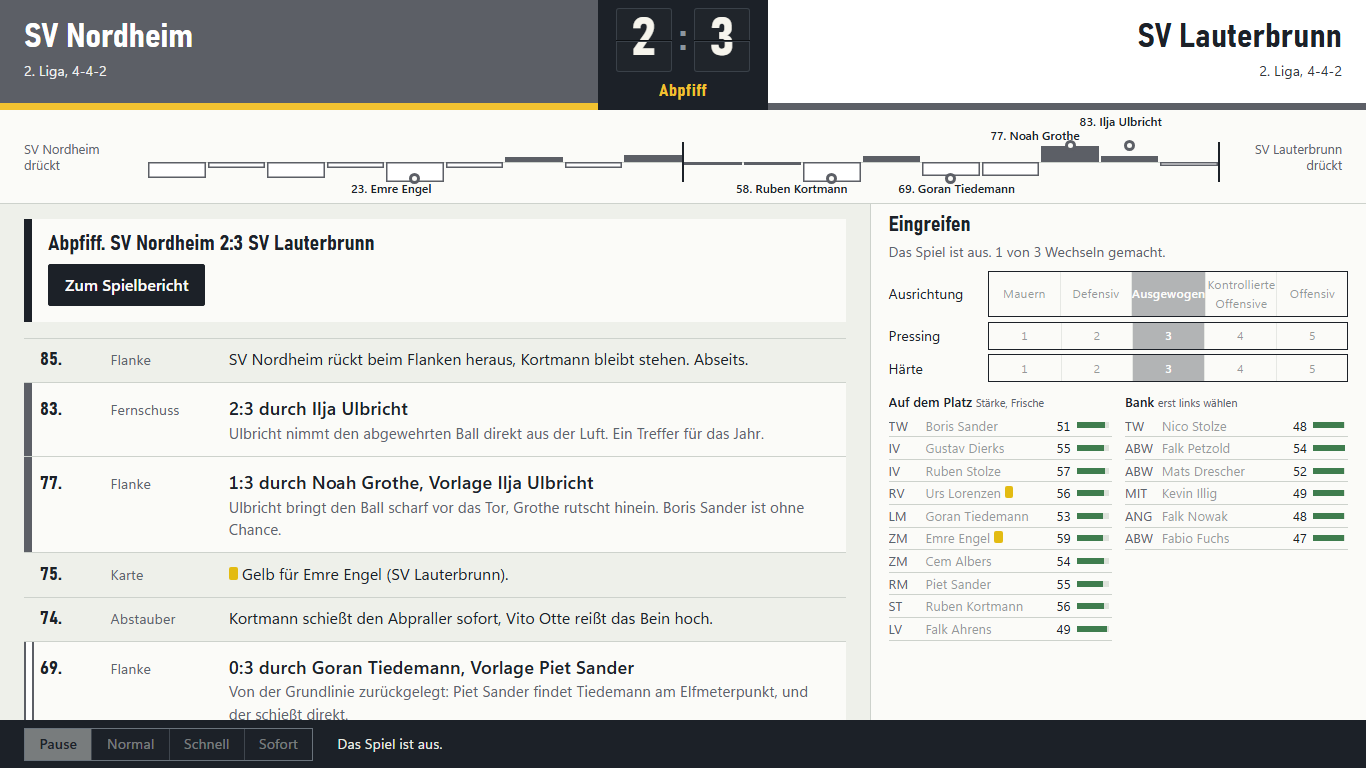 SV Nordheim
2. Liga, 4-4-2
2 : 3
Abpfiff
SV Lauterbrunn
2. Liga, 4-4-2
SV Nordheim
drückt
83. Ilja Ulbricht
77. Noah Grothe
23. Emre Engel
58. Ruben Kortmann
69. Goran Tiedemann
SV Lauterbrunn
drückt
Abpfiff. SV Nordheim 2:3 SV Lauterbrunn
Zum Spielbericht
85. Flanke SV Nordheim rückt beim Flanken heraus, Kortmann bleibt stehen. Abseits.
83. Fernschuss 2:3 durch Ilja Ulbricht
Ulbricht nimmt den abgewehrten Ball direkt aus der Luft. Ein Treffer für das Jahr.
77. Flanke 1:3 durch Noah Grothe, Vorlage Ilja Ulbricht
Ulbricht bringt den Ball scharf vor das Tor, Grothe rutscht hinein. Boris Sander ist ohne
Chance.
75. Karte Gelb für Emre Engel (SV Lauterbrunn).
74. Abstauber Kortmann schießt den Abpraller sofort, Vito Otte reißt das Bein hoch.
69. Flanke 0:3 durch Goran Tiedemann, Vorlage Piet Sander
Von der Grundlinie zurückgelegt: Piet Sander findet Tiedemann am Elfmeterpunkt, und
der schießt direkt.
Eingreifen
Das Spiel ist aus. 1 von 3 Wechseln gemacht.
Ausrichtung Mauern Defensiv Ausgewogen Kontrollierte Offensive Offensiv
Pressing 1 2 3 4 5
Härte 1 2 3 4 5
Auf dem Platz Stärke, Frische
TW Boris Sander 51
IV Gustav Dierks 55
IV Ruben Stolze 57
RV Urs Lorenzen 56
LM Goran Tiedemann 53
ZM Emre Engel 59
ZM Cem Albers 54
RM Piet Sander 55
ST Ruben Kortmann 56
LV Falk Ahrens 49
Bank erst links wählen
TW Nico Stolze 48
ABW Falk Petzold 54
ABW Mats Drescher 52
MIT Kevin Illig 49
ANG Falk Nowak 48
ABW Fabio Fuchs 47
Pause Normal Schnell Sofort Das Spiel ist aus.